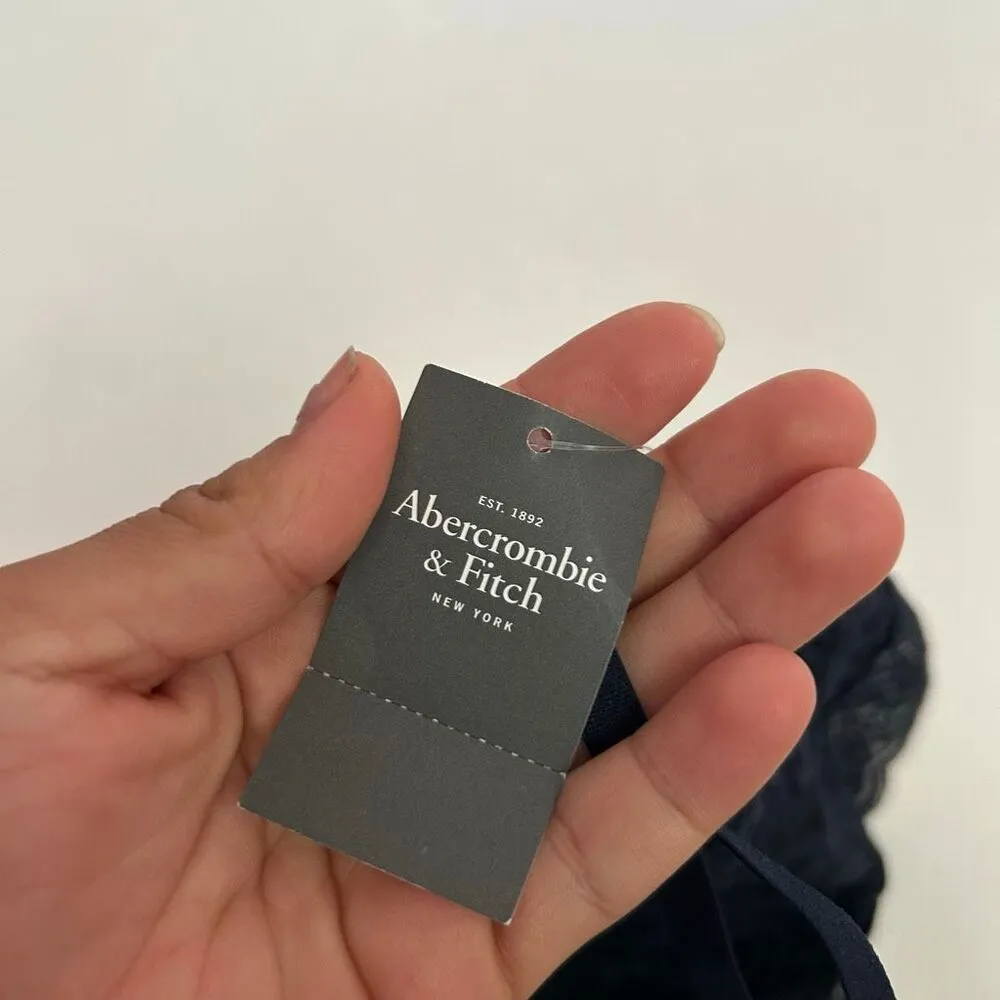 EST. 1892
Abercrombie
& Fitch
NEW YORK